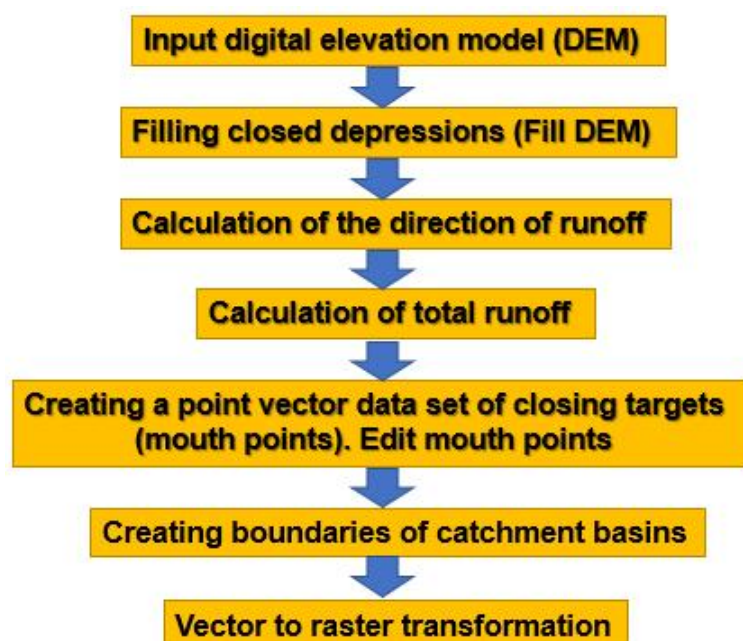 Input digital elevation model (DEM)
Filling closed depressions (Fill DEM)
Calculation of the direction of runoff
Calculation of total runoff
Creating a point vector data set of closing targets
(mouth points). Edit mouth points
Creating boundaries of catchment basins
Vector to raster transformation